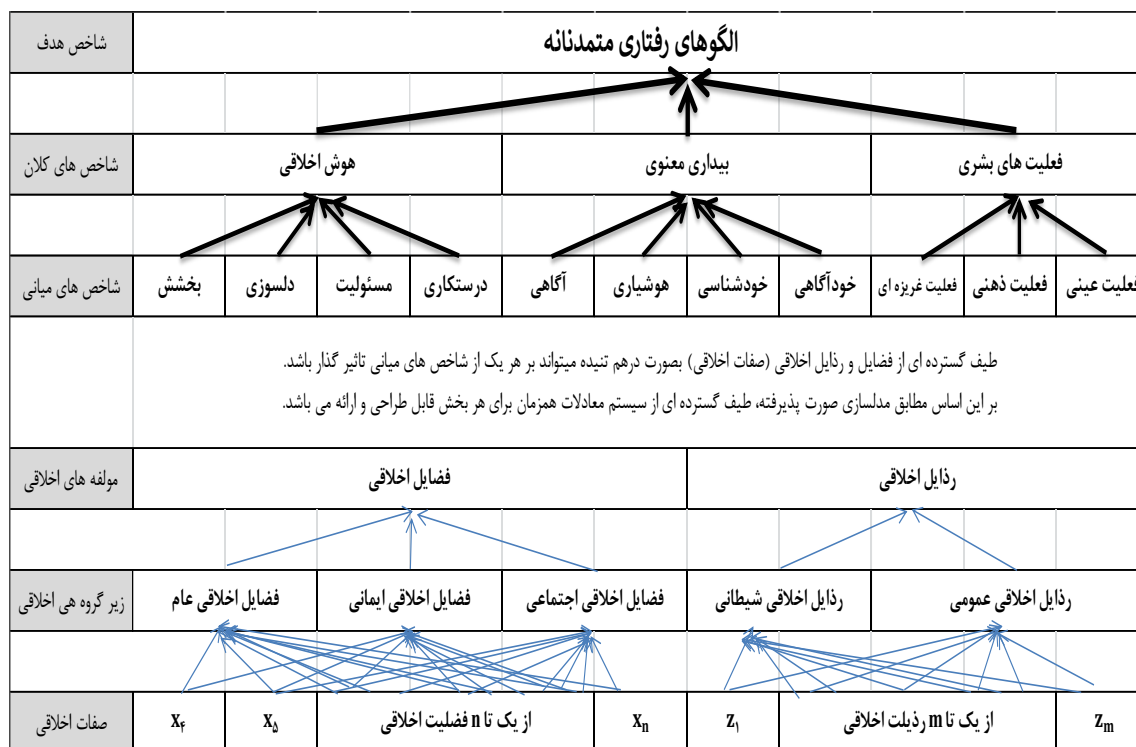 شاخص هدف
الگوهای رفتاری متمدنانه
شاخص های کلان
هوش اخلاقی
بیداری معنوی
فعلیت های بشری
شاخص های میانی
بخشش
دلسوزی
مسئولیت
درستکاری
آگاهی
هوشیاری
خودشناسی
خودآگاهی
فعلیت غریزه ای
فعلیت ذهنی
فعلیت عینی
طیف گسترده ای از فضایل و رذایل اخلاقی (صفات اخلاقی) بصورت درهم تنیده میتواند بر هر یک از شاخص های میانی تاثیر گذار باشد.
بر این اساس مطابق مدلسازی صورت پذیرفته، طیف گسترده ای از سیستم معادلات همزمان برای هر بخش قابل طراحی و ارائه می باشد.
مولفه های اخلاقی
فضایل اخلاقی
رذایل اخلاقی
زیر گروه هی اخلاقی
فضایل اخلاقی عام
فضایل اخلاقی ایمانی
فضایل اخلاقی اجتماعی
رذایل اخلاقی شیطانی
رذایل اخلاقی عمومی
صفات اخلاقی
x۴
x۵
از یک تا n فضلیت اخلاقی
xn
z۱
از یک تا m رذیلت اخلاقی
zm